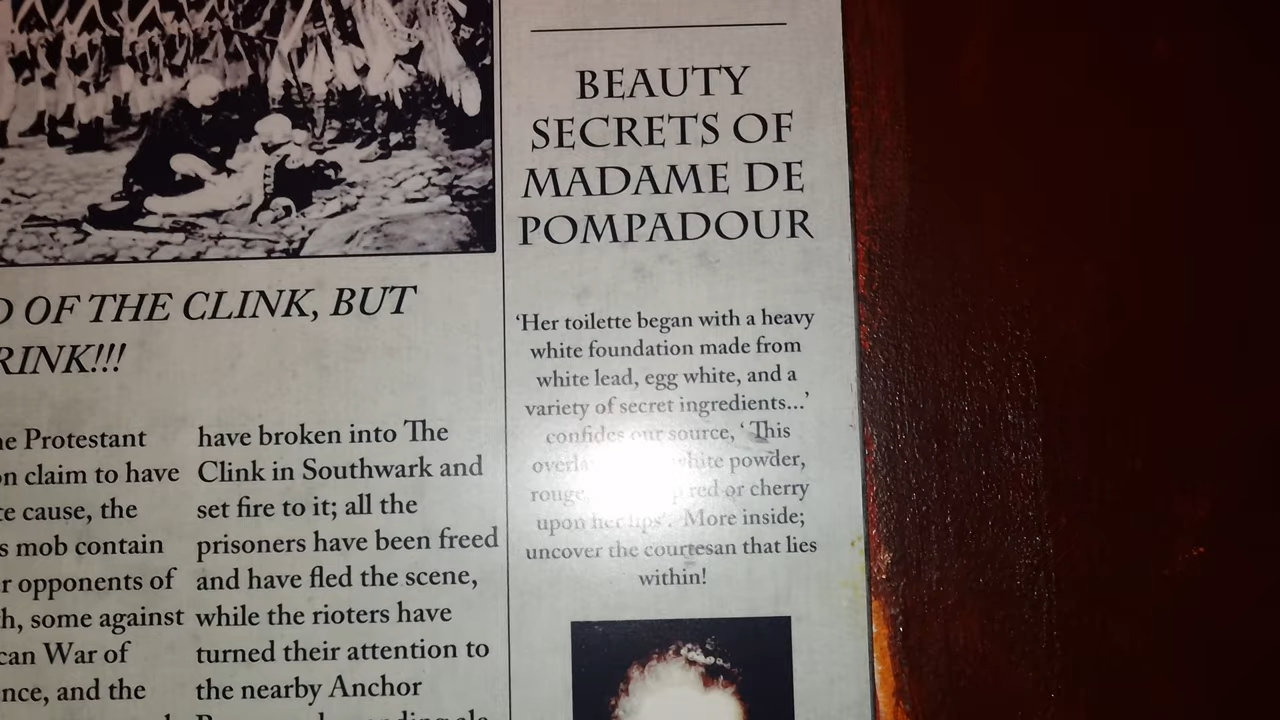 D OF THE CLINK, BUT
RINK!!!
he Protestant
on claim to have
te cause, the
s mob contain
r opponents of
h, some against
can War of
nce, and the
have broken into The
Clink in Southwark and
set fire to it; all the
prisoners have been freed
and have fled the scene,
while the rioters have
turned their attention to
the nearby Anchor
BEAUTY
SECRETS OF
MADAME DE
POMPADOUR
‘Her toilette began with a heavy
white foundation made from
white lead, egg white, and a
variety of secret ingredients...’
confides our source, ‘ This
white powder,
rouge, red or cherry
upon her lips’. More inside;
uncover the courtesan that lies
within!